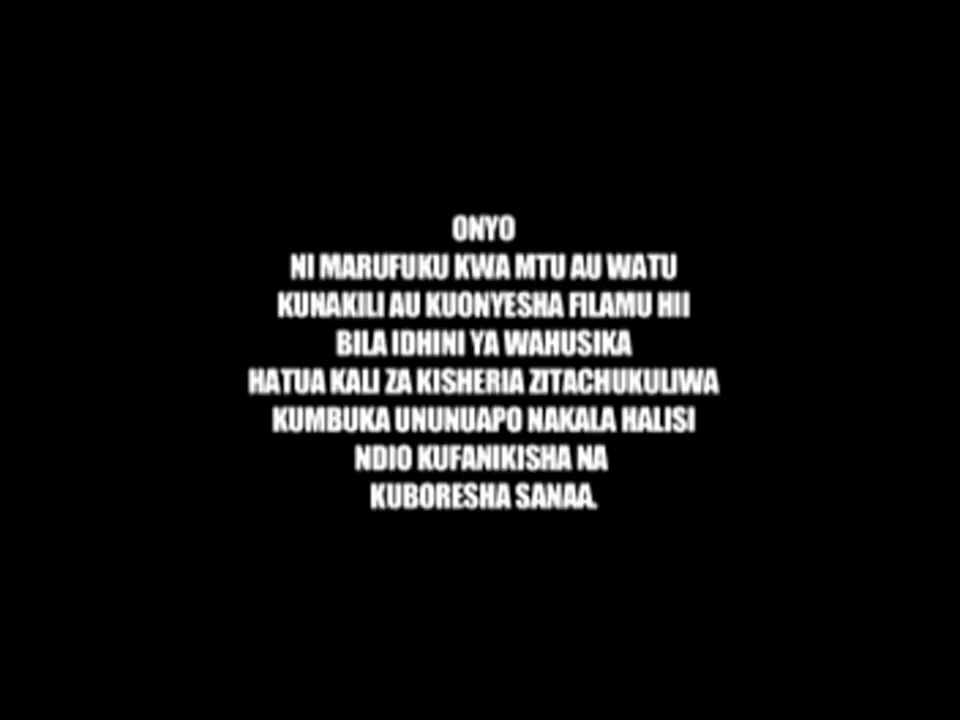 ONYO
NI MARUFUKU KWA MTU AU WATU
KUNAKILI AU KUONYESHA FILAMU HII
BILA IDHINI YA WAHUSIKA
HATUA KALI ZA KISHERIA ZITACHUKULIWA
KUMBUKA UNUNUAPO NAKALA HALISI
NDIO KUFANIKISHA NA
KUBORESHA SANAA.